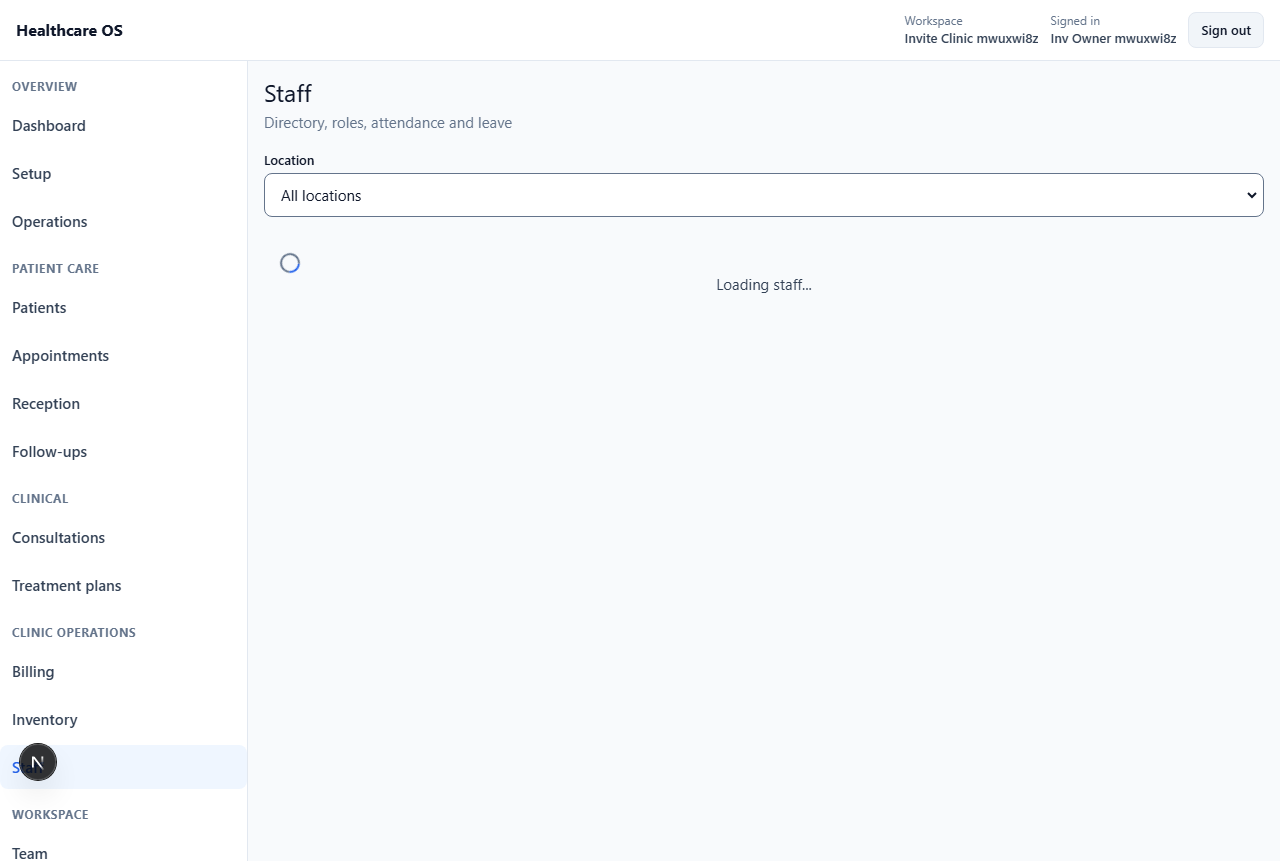 Healthcare OS
Workspace
Invite Clinic mwuxwi8z
Signed in
Inv Owner mwuxwi8z
Sign out
OVERVIEW
Dashboard
Setup
Operations
PATIENT CARE
Patients
Appointments
Reception
Follow-ups
CLINICAL
Consultations
Treatment plans
CLINIC OPERATIONS
Billing
Inventory
Staff
N
WORKSPACE
Team
Staff
Directory, roles, attendance and leave
Location
All locations
Loading staff...